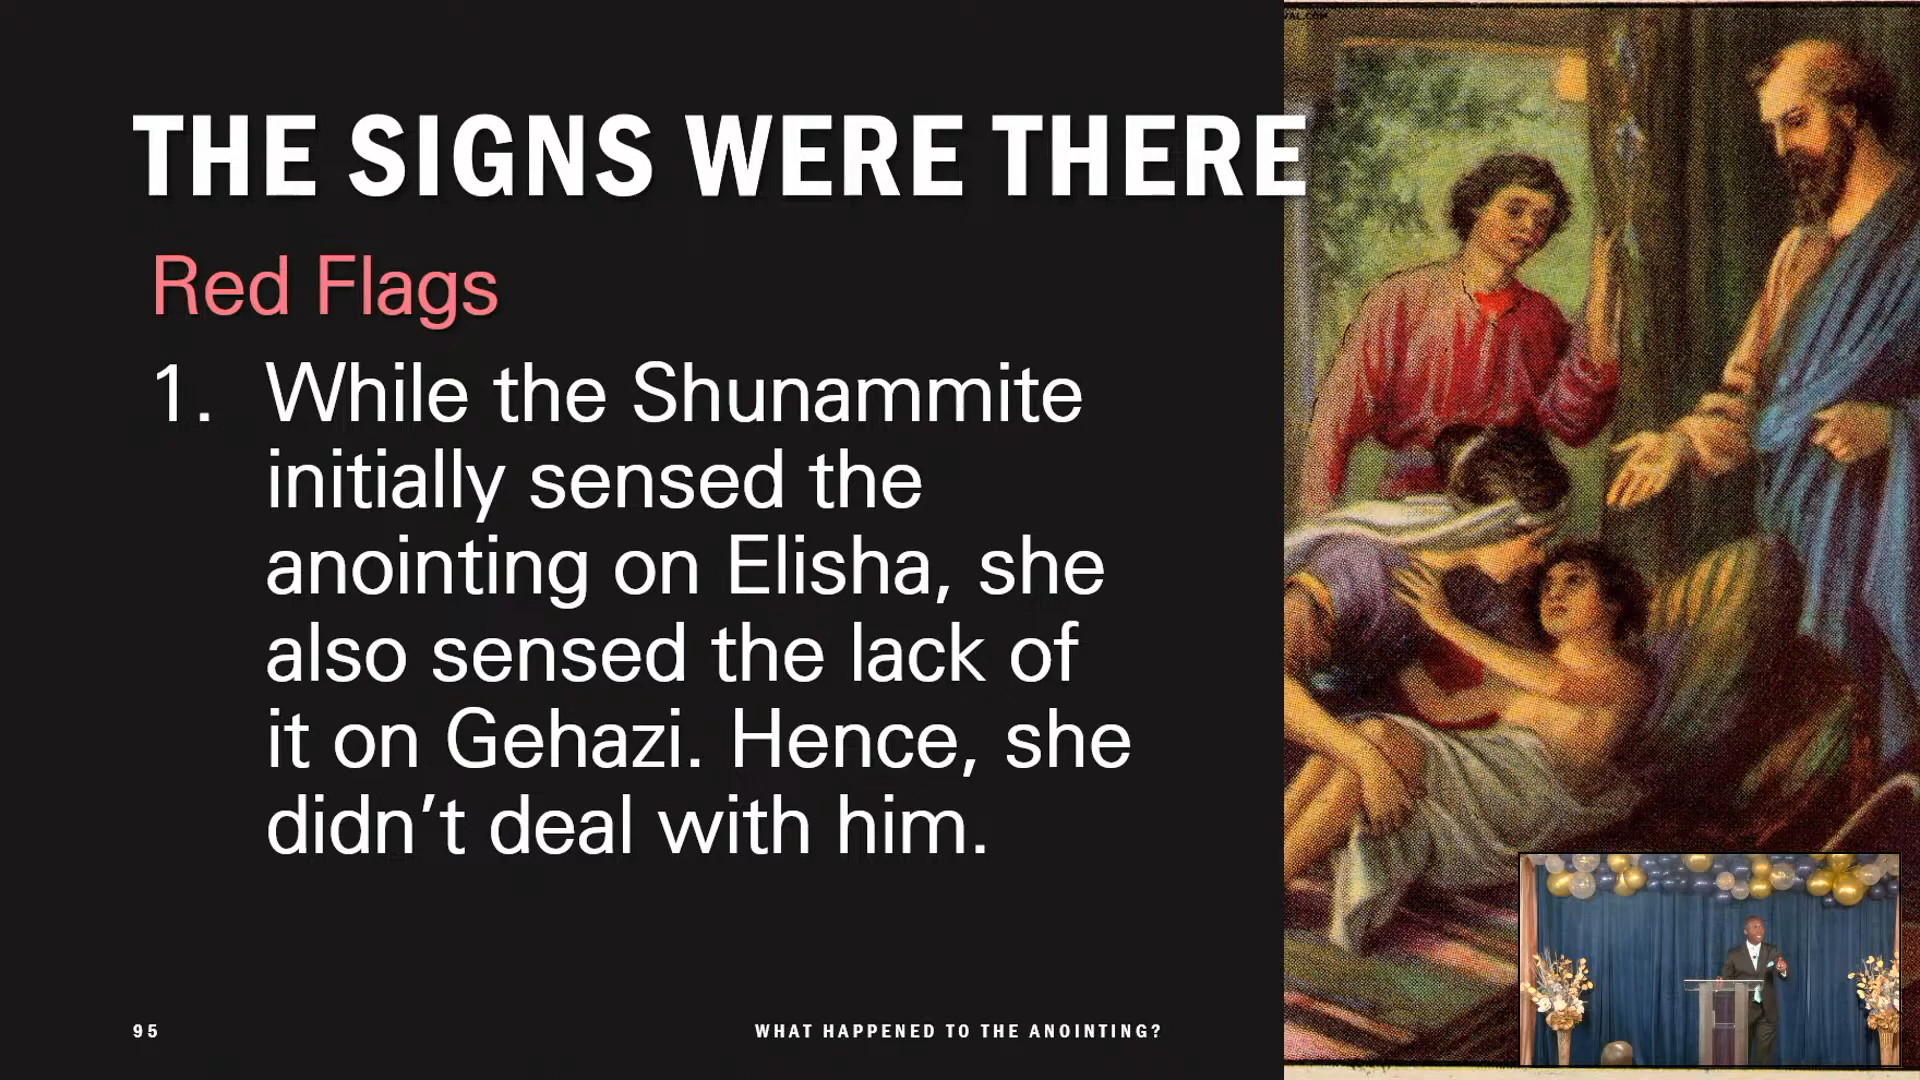 THE SIGNS WERE THERE
Red Flags
1. While the Shunammite
initially sensed the
anointing on Elisha, she
also sensed the lack of
it on Gehazi. Hence, she
didn’t deal with him.
95
WHAT HAPPENED TO THE ANOINTING?